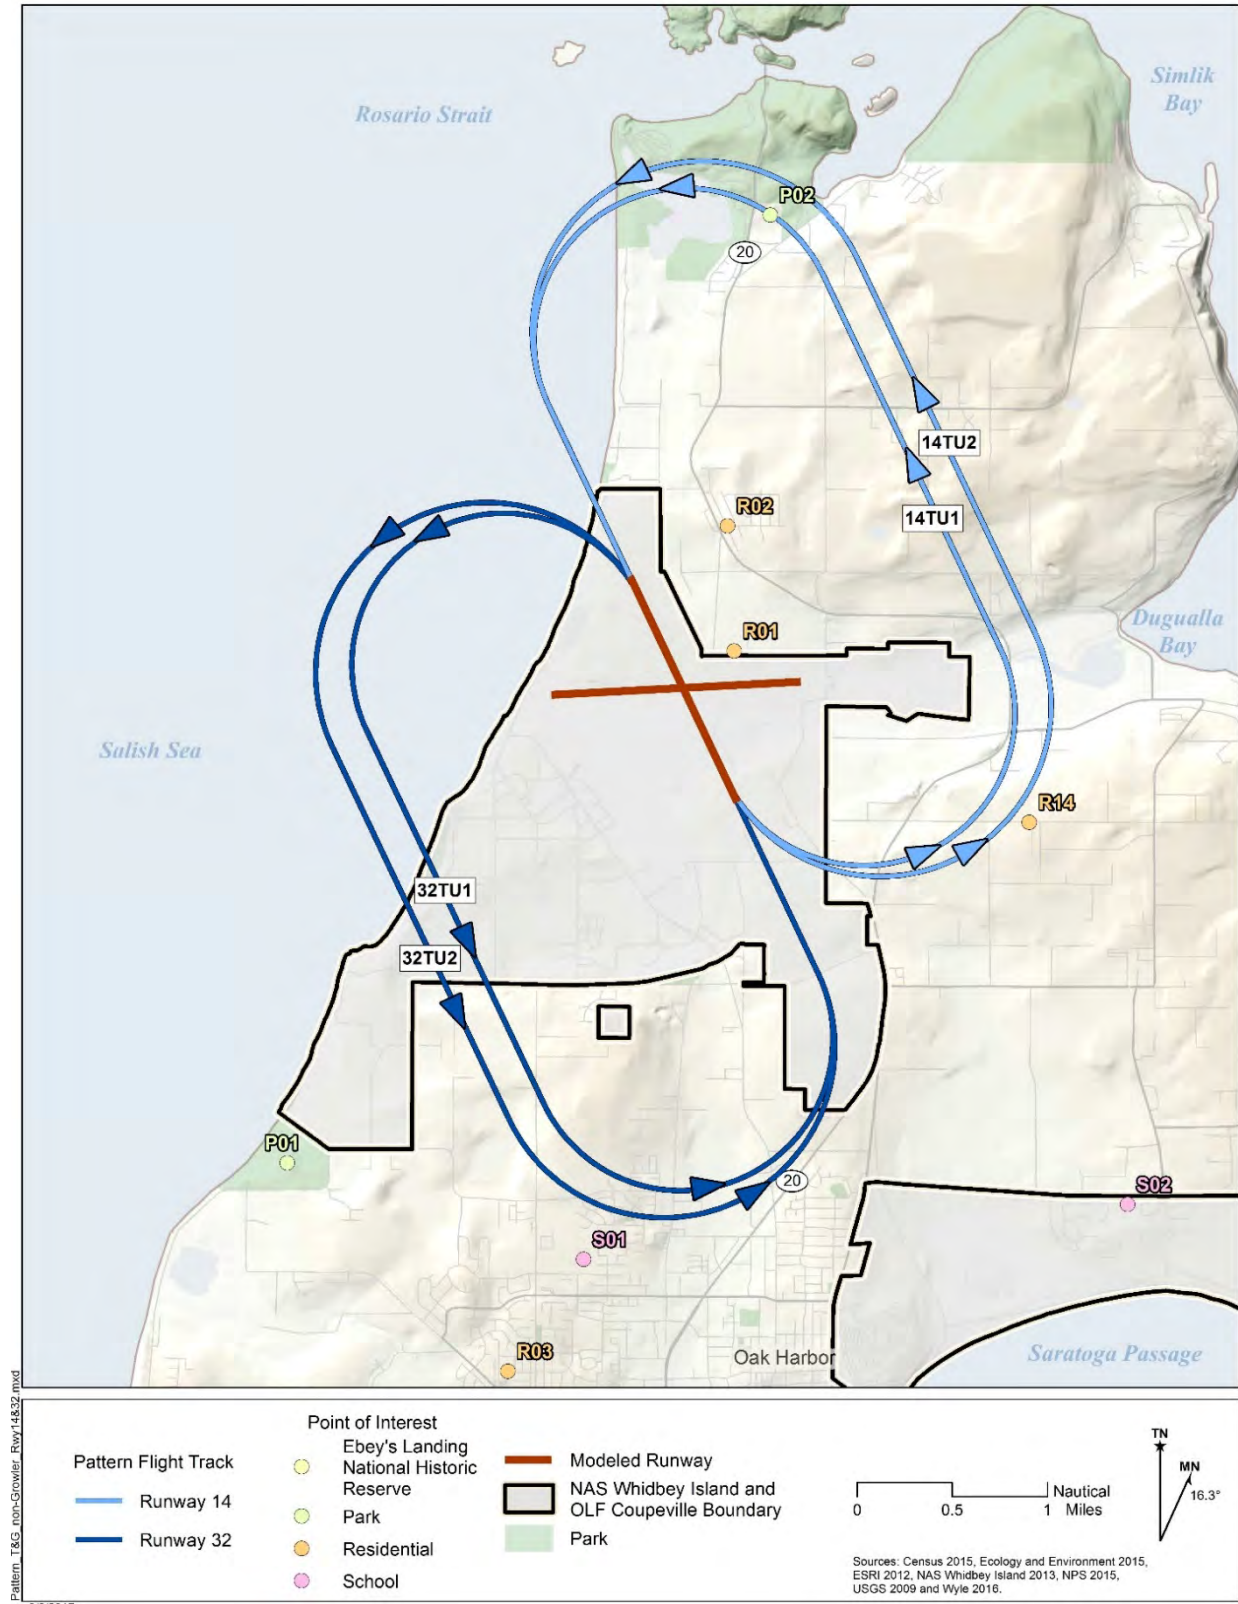 Rosario Strait
Simlik
Bay
P02
20
14TU2
14TU1
R02
R01
Dugualla
Bay
Salish Sea
R14
32TU1
32TU2
P01
20
S02
S01
R03
Oak Harbor
Saratoga Passage
Pattern_T&G_non-Growler_Rwy14&32.mxd
Point of Interest
Pattern Flight Track
Runway 14
Runway 32
Ebey's Landing
National Historic
Reserve
Park
Residential
School
Modeled Runway
NAS Whidbey Island and
OLF Coupeville Boundary
Park
0 0.5 1
Nautical
Miles
TN
MN
16.3°
Sources: Census 2015, Ecology and Environment 2015,
ESRI 2012, NAS Whidbey Island 2013, NPS 2015,
USGS 2009 and Wyle 2016.